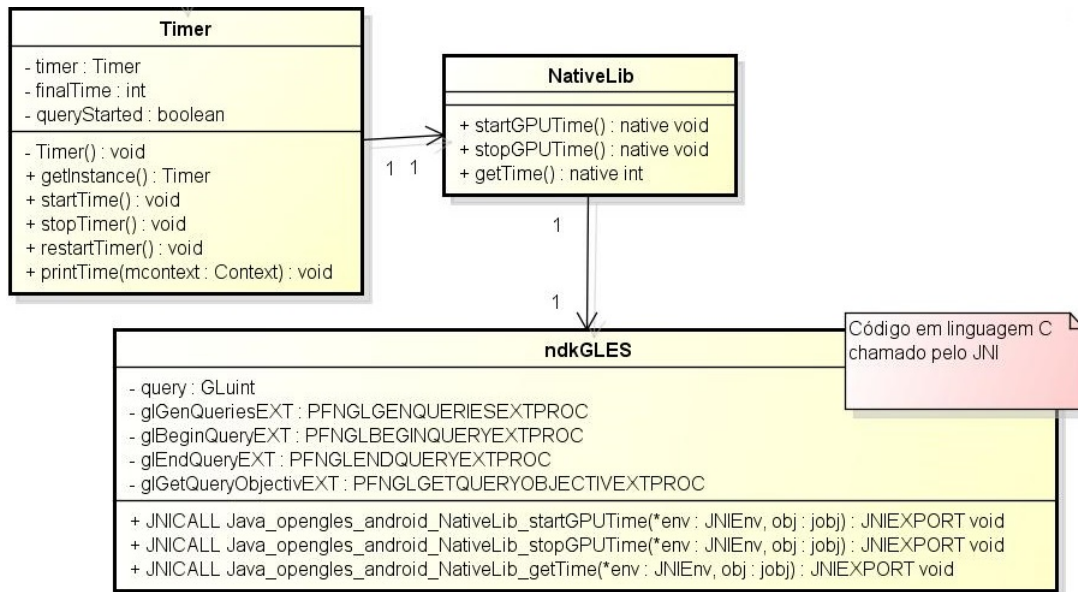 Timer
- timer : Timer
- finalTime : int
- queryStarted : boolean
- Timer() : void
+ getInstance() : Timer
+ startTime() : void
+ stopTimer() : void
+ restartTimer() : void
+ printTime(mcontext : Context) : void
1 1
NativeLib
+ startGPUTime() : native void
+ stopGPUTime() : native void
+ getTime() : native int
1
1
Código em linguagem C
chamado pelo JNI
ndkGLES
- query : GLuint
- glGenQueriesEXT : PFNGLGENQUERIESEXTPROC
- glBeginQueryEXT : PFNGLBEGINQUERYEXTPROC
- glEndQueryEXT : PFNGLENDQUERYEXTPROC
- glGetQueryObjectivEXT : PFNGLGETQUERYOBJECTIVEXTPROC
+ JNICALL Java_opengles_android_NativeLib_startGPUTime(*env : JNIEnv, obj : jobj) : JNIEXPORT void
+ JNICALL Java_opengles_android_NativeLib_stopGPUTime(*env : JNIEnv, obj : jobj) : JNIEXPORT void
+ JNICALL Java_opengles_android_NativeLib_getTime(*env : JNIEnv, obj : jobj) : JNIEXPORT void